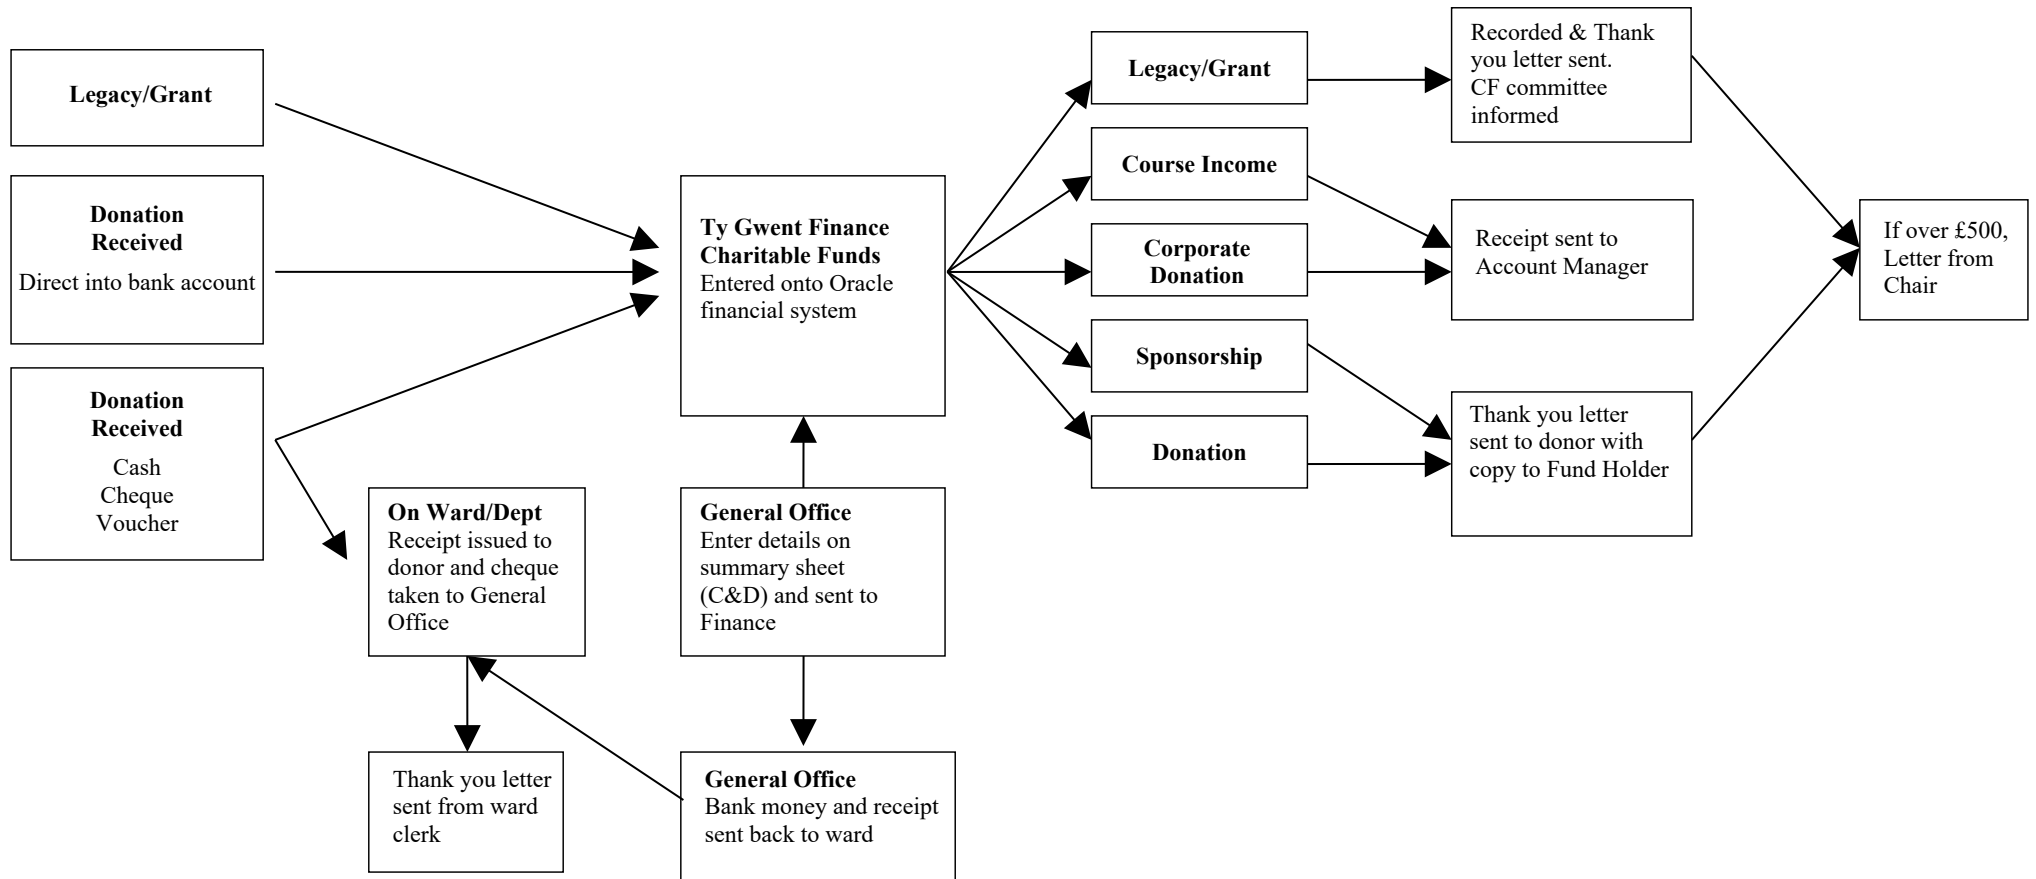 Legacy/Grant
Donation
Received
Direct into bank account
Donation
Received
Cash
Cheque
Voucher
On Ward/Dept
Receipt issued to
donor and cheque
taken to General
Office
Thank you letter
sent from ward
clerk
Ty Gwent Finance
Charitable Funds
Entered onto Oracle
financial system
General Office
Enter details on
summary sheet
(C&D) and sent to
Finance
General Office
Bank money and receipt
sent back to ward
Legacy/Grant
Course Income
Corporate
Donation
Sponsorship
Donation
Recorded & Thank
you letter sent.
CF committee
informed
Receipt sent to
Account Manager
Thank you letter
sent to donor with
copy to Fund Holder
If over £500,
Letter from
Chair